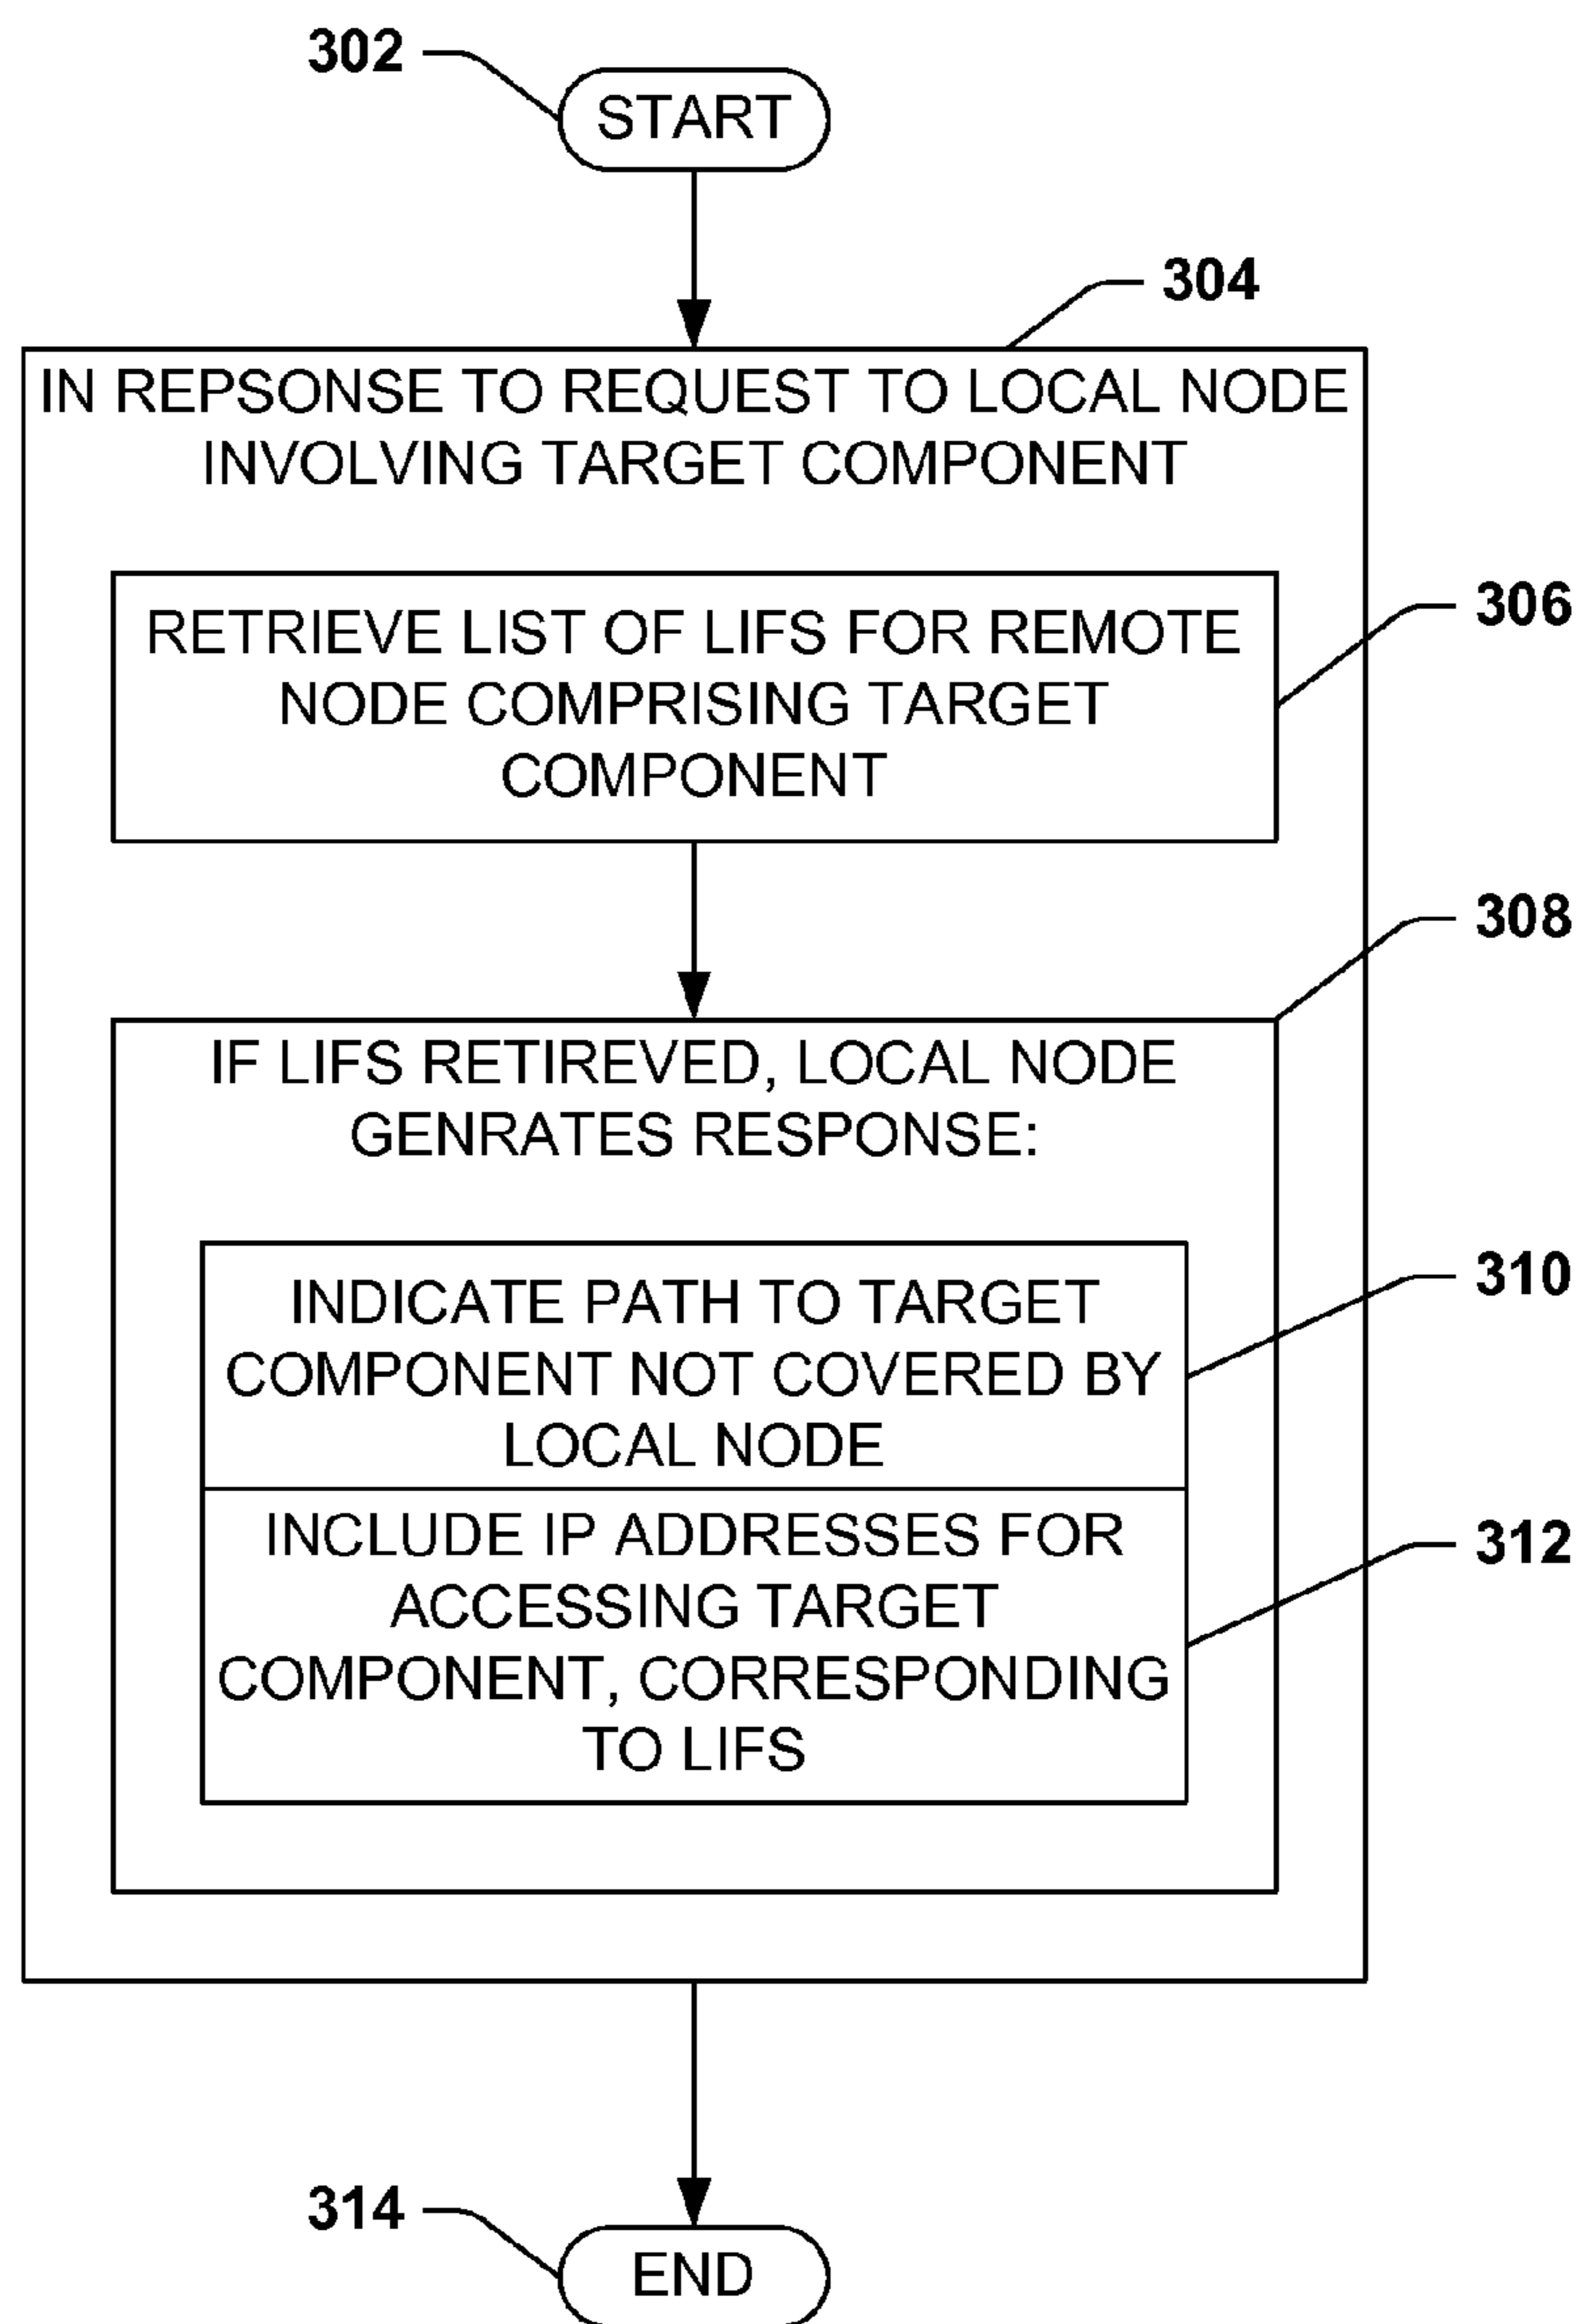 302
START
304
IN REPSONSE TO REQUEST TO LOCAL NODE
INVOLVING TARGET COMPONENT
306
RETRIEVE LIST OF LIFS FOR REMOTE
NODE COMPRISING TARGET
COMPONENT
308
IF LIFS RETIREVED, LOCAL NODE
GENRATES RESPONSE:
310
INDICATE PATH TO TARGET
COMPONENT NOT COVERED BY
LOCAL NODE
312
INCLUDE IP ADDRESSES FOR
ACCESSING TARGET
COMPONENT, CORRESPONDING
TO LIFS
314
END